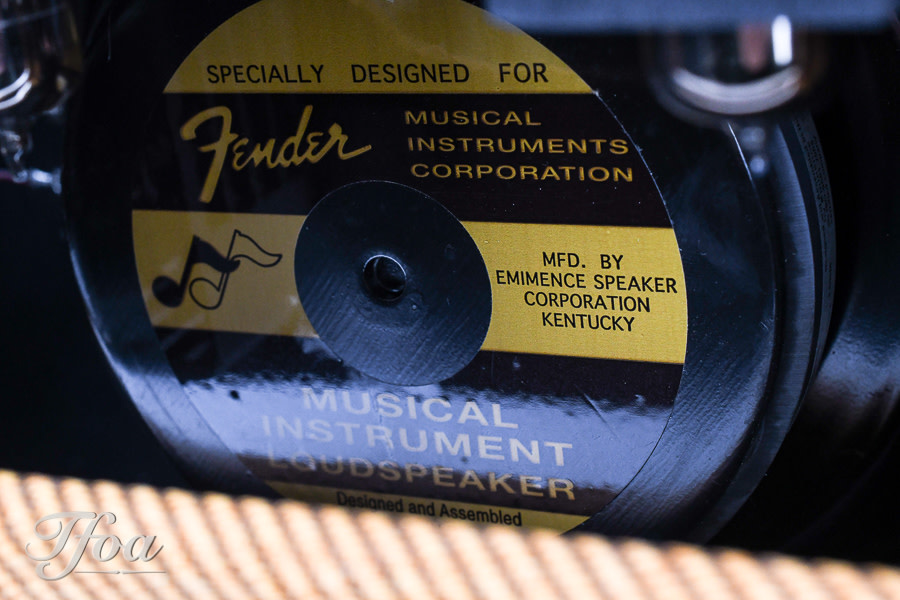 SPECIALLY DESIGNED FOR
Fender
MUSICAL
INSTRUMENTS
CORPORATION
MFD. BY
EMIMENCE SPEAKER
CORPORATION
KENTUCKY
MUSICAL
INSTRUMENT
LOUDSPEAKER
Designed and Assembled
Tfoa